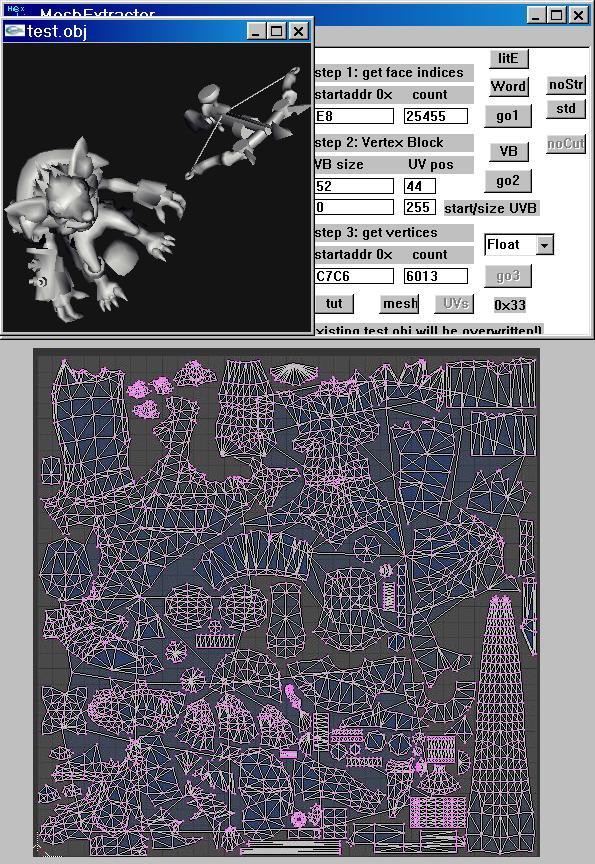 Hex
MeshExtractor
test.obj
step 1: get face indices
startaddr 0x count
E8 25455
litE
Word
noStr
go1
std
step 2: Vertex Block
VB size UV pos
VB
noCut
52 44
go2
0 255 start/size UVB
step 3: get vertices
Float
startaddr 0x count
C7C6 6013
go3
tut mesh UVs 0x33
existing test.obj will be overwritten!!